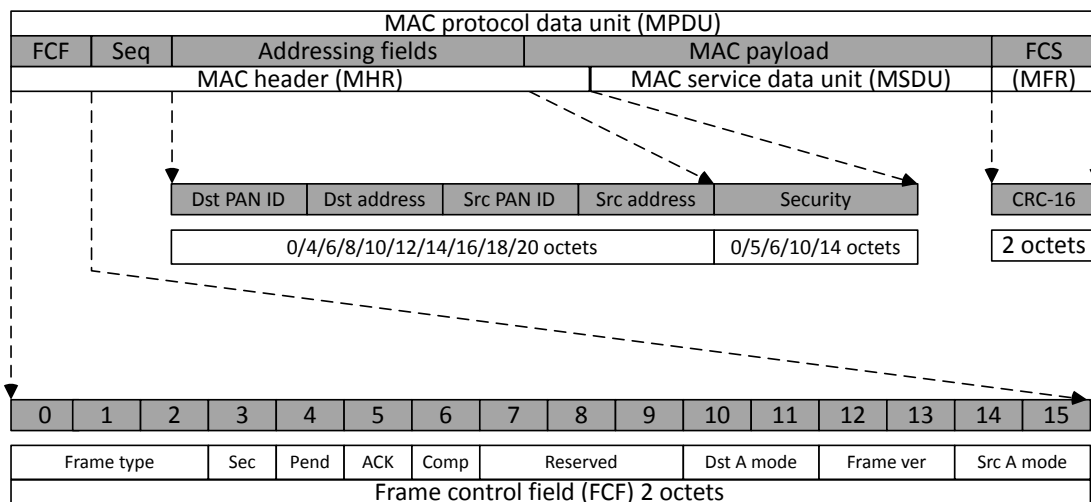 MAC protocol data unit (MPDU)
FCF Seq Addressing fields MAC payload FCS
MAC header (MHR) MAC service data unit (MSDU) (MFR)
Dst PAN ID Dst address Src PAN ID Src address Security CRC-16
0/4/6/8/10/12/14/16/18/20 octets 0/5/6/10/14 octets 2 octets
0 1 2 3 4 5 6 7 8 9 10 11 12 13 14 15
Frame type Sec Pend ACK Comp Reserved Dst A mode Frame ver Src A mode
Frame control field (FCF) 2 octets